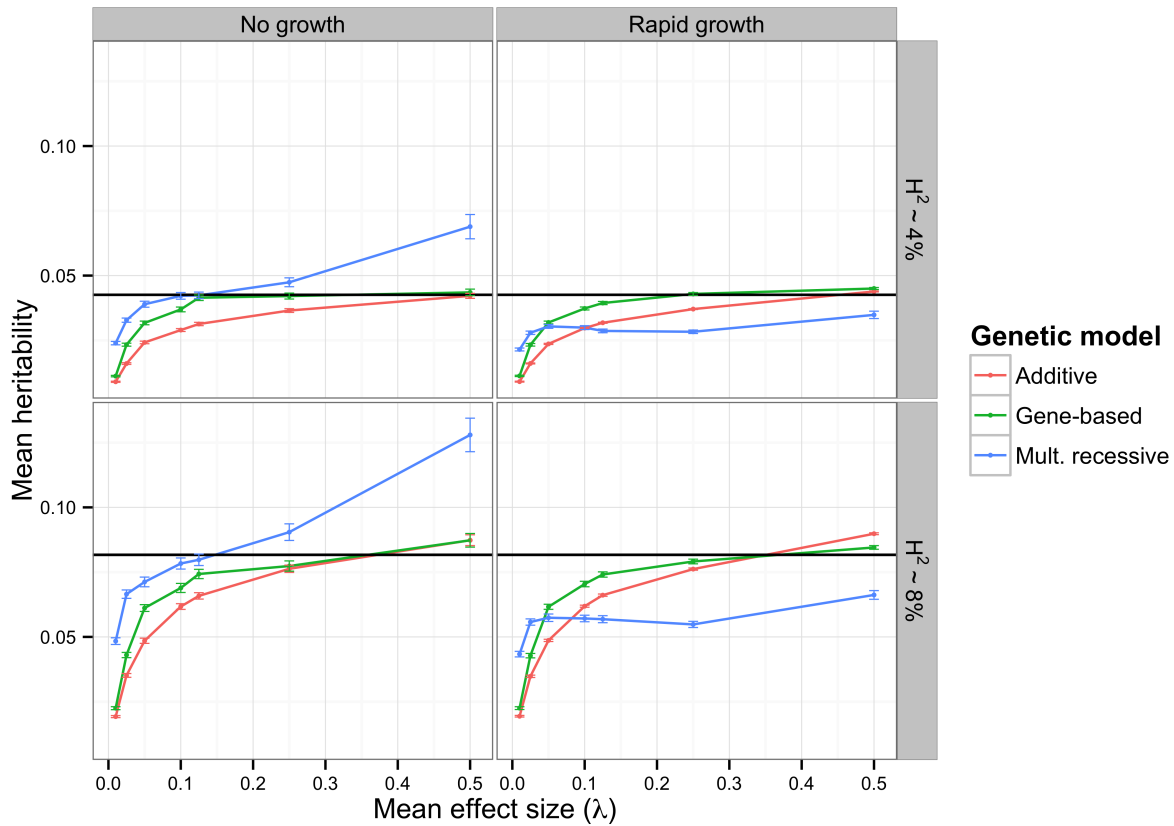 No growth
Rapid growth
0.10
0.05
H² ~ 4%
0.10
0.05
H² ~ 8%
Mean heritability
0.0 0.1 0.2 0.3 0.4 0.5
0.0 0.1 0.2 0.3 0.4 0.5
Mean effect size (λ)
Genetic model
Additive
Gene-based
Mult. recessive